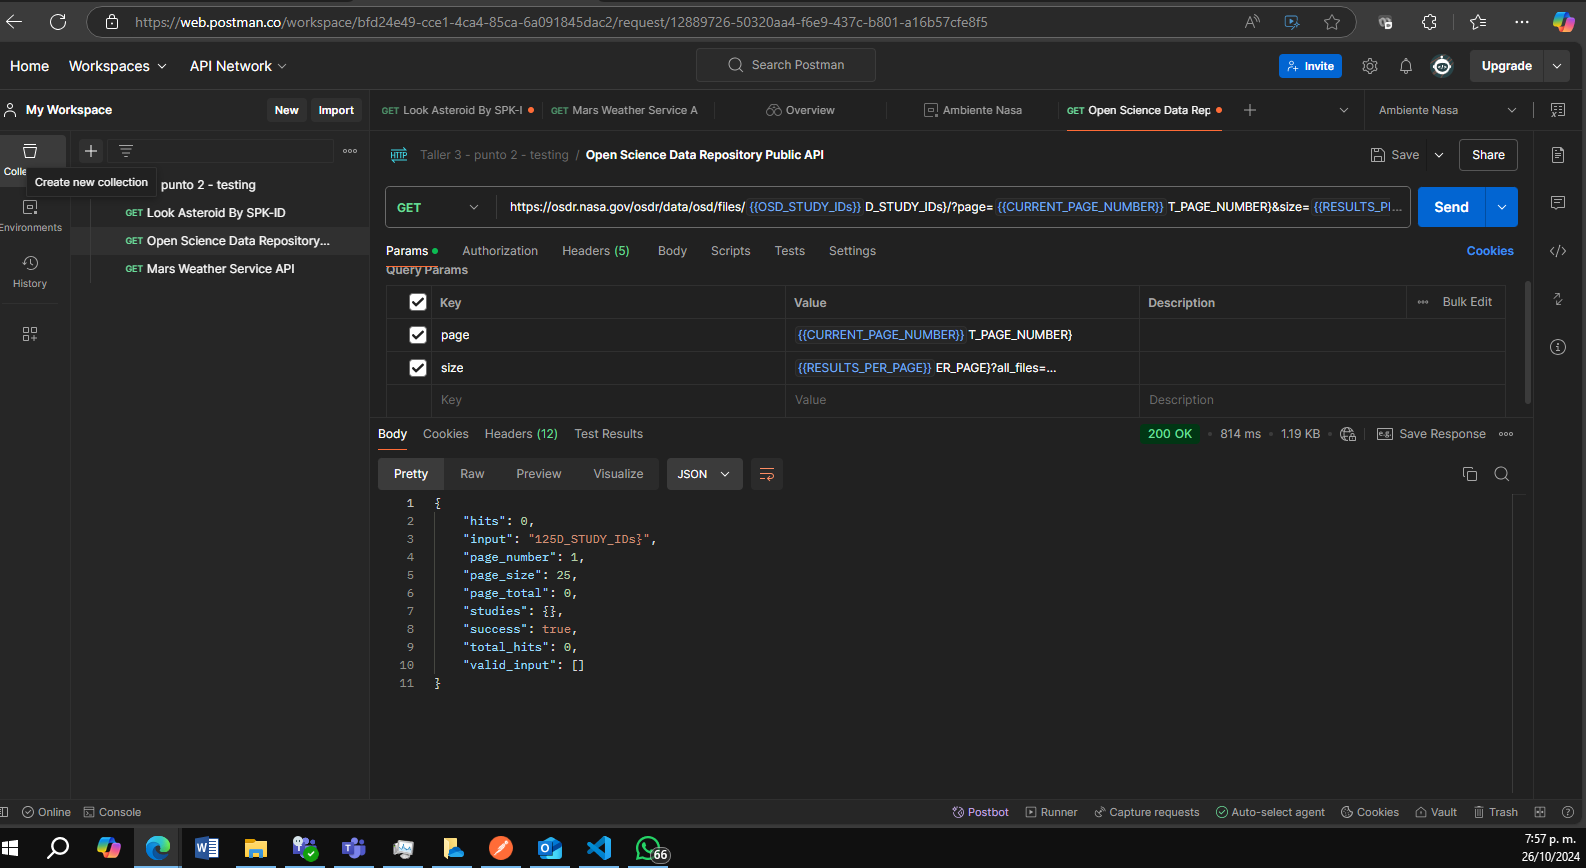 https://web.postman.co/workspace/bfd24e49-cce1-4ca4-85ca-6a091845dac2/request/12889726-50320aa4-f6e9-437c-b801-a16b57cfe8f5
Home Workspaces API Network Search Postman Invite Upgrade
My Workspace New Import
GET Look Asteroid By SPK-I GET Mars Weather Service A Overview Ambiente Nasa GET Open Science Data Rep Ambiente Nasa
Colle
Create new collection
punto 2 - testing
GET Look Asteroid By SPK-ID
GET Open Science Data Repository...
GET Mars Weather Service API
Environments
History
HTTP Taller 3 - punto 2 - testing / Open Science Data Repository Public API Save Share
GET https://osdr.nasa.gov/osdr/data/osd/files/ {{OSD_STUDY_IDs}} D_STUDY_IDs}/?page= {{CURRENT_PAGE_NUMBER}} T_PAGE_NUMBER}&size= {{RESULTS_PI... Send
Params Authorization Headers (5) Body Scripts Tests Settings Cookies
Query Params
Key Value Description Bulk Edit
page {{CURRENT_PAGE_NUMBER}} T_PAGE_NUMBER}
size {{RESULTS_PER_PAGE}} ER_PAGE}?all_files=...
Key Value Description
Body Cookies Headers (12) Test Results 200 OK 814 ms 1.19 KB e.g. Save Response
Pretty Raw Preview Visualize JSON
1 {
2 "hits": 0,
3 "input": "125D_STUDY_IDs}",
4 "page_number": 1,
5 "page_size": 25,
6 "page_total": 0,
7 "studies": {},
8 "success": true,
9 "total_hits": 0,
10 "valid_input": []
11 }
Online Console Postbot Runner Capture requests Auto-select agent Cookies Vault Trash
66
7:57 p. m.
26/10/2024